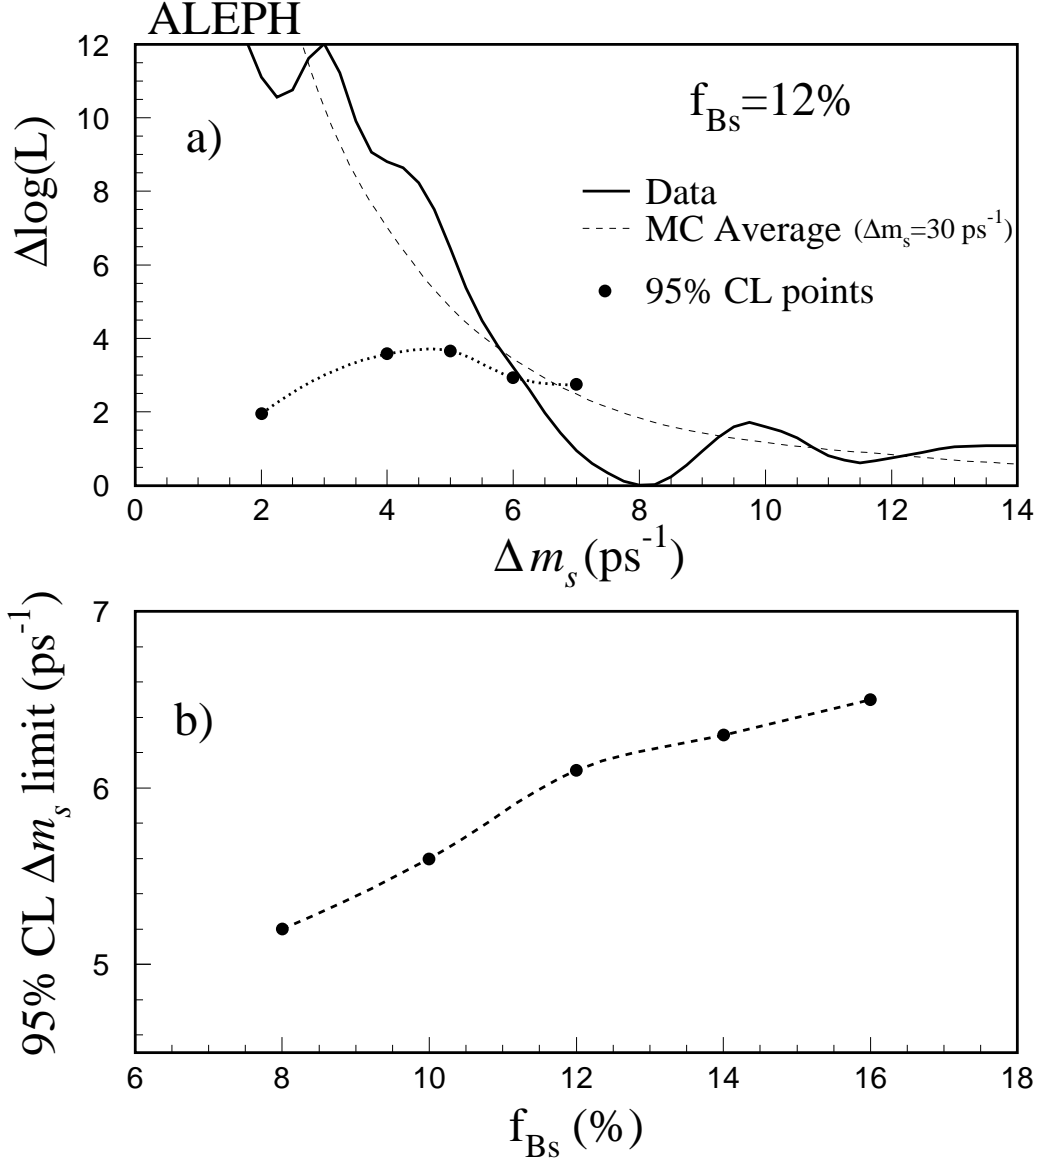 ALEPH
12
10
8
6
4
2
0
Δlog(L)
a)
f_Bs=12%
Data
MC Average (Δm_s=30 ps^-1)
95% CL points
0 2 4 6 8 10 12 14
Δm_s (ps^-1)
7
6
5
95% CL Δm_s limit (ps^-1)
b)
6 8 10 12 14 16 18
f_Bs (%)